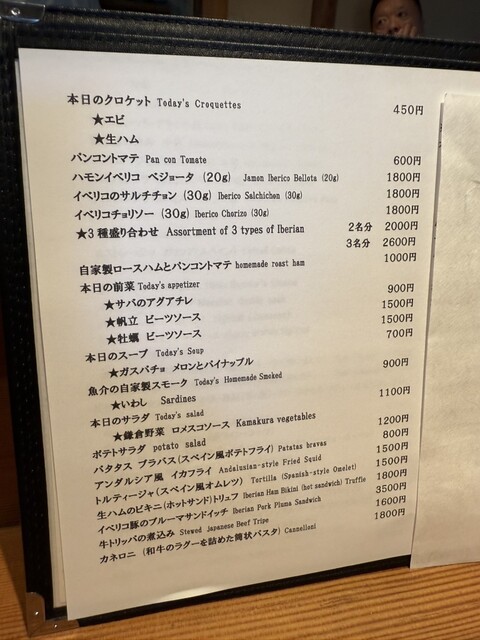 本日のクロケット Today's Croquettes 450円
★エビ
★生ハム
パンコントマテ Pan con Tomate 600円
ハモンイベリコ ベジョータ (20g) Jamon Iberico Bellota (20g) 1800円
イベリコのサルチチョン (30g) Iberico Salchichon (30g) 1800円
イベリコチョリソー (30g) Iberico Chorizo (30g) 1800円
★3種盛り合わせ Assortment of 3 types of Iberian 2名分 2000円
3名分 2600円
自家製ロースハムとパンコントマテ homemade roast ham 1000円
本日の前菜 Today's appetizer
★サバのアグアチレ 900円
★帆立 ビーツソース 1500円
★牡蠣 ビーツソース 1500円
本日のスープ Today's Soup 700円
★ガスパチョ メロンとパイナップル
魚介の自家製スモーク Today's Homemade Smoked 900円
★いわし Sardines
本日のサラダ Today's salad 1100円
★鎌倉野菜 ロメスコソース Kamakura vegetables
ポテトサラダ potato salad 1200円
パタタス ブラバス(スペイン風ポテトフライ) Patatas bravas 800円
アンダルシア風 イカフライ Andalusian-style Fried Squid 1500円
トルティージャ(スペイン風オムレツ) Tortilla (Spanish-style Omelet) 1500円
生ハムのビキニ(ホットサンド)トリュフ Iberian Ham Bikini (hot sandwich) Truffle 1800円
イベリコ豚のプルーマサンドイッチ Iberian Pork Pluma Sandwich 3500円
牛トリッパの煮込み Stewed Japanese Beef Tripe 1600円
カネロニ (和牛のラグーを詰めた筒状パスタ) Cannelloni 1800円